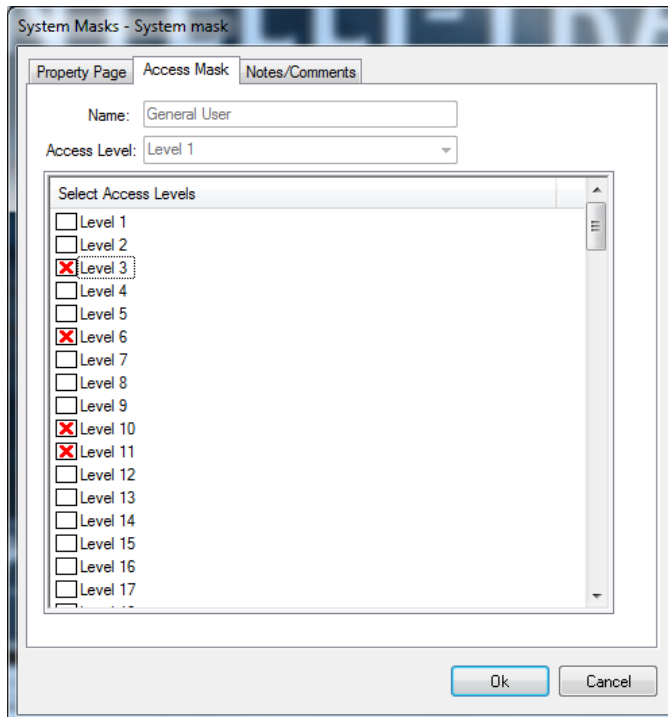 System Masks - System mask
Property Page Access Mask Notes/Comments
Name: General User
Access Level: Level 1
Select Access Levels
Level 1
Level 2
Level 3
Level 4
Level 5
Level 6
Level 7
Level 8
Level 9
Level 10
Level 11
Level 12
Level 13
Level 14
Level 15
Level 16
Level 17
Ok Cancel